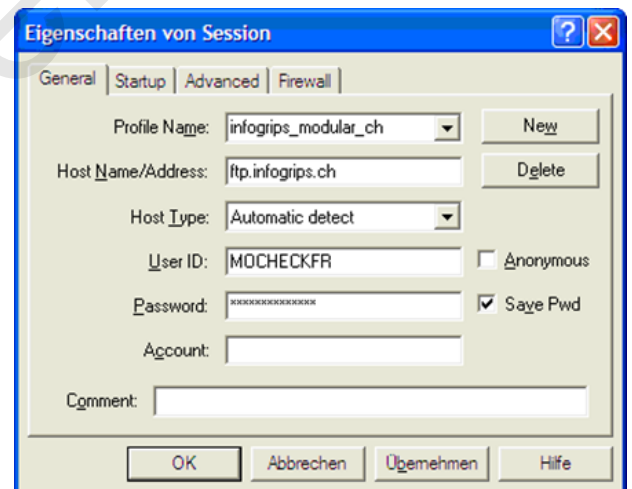 Eigenschaften von Session
General Startup Advanced Firewall
Profile Name: infogrips_modular_ch New
Host Name/Address: ftp.infogrips.ch Delete
Host Type: Automatic detect
User ID: MOCHECKFR Anonymous
Password: ************** Save Pwd
Account:
Comment:
OK Abbrechen Übernehmen Hilfe